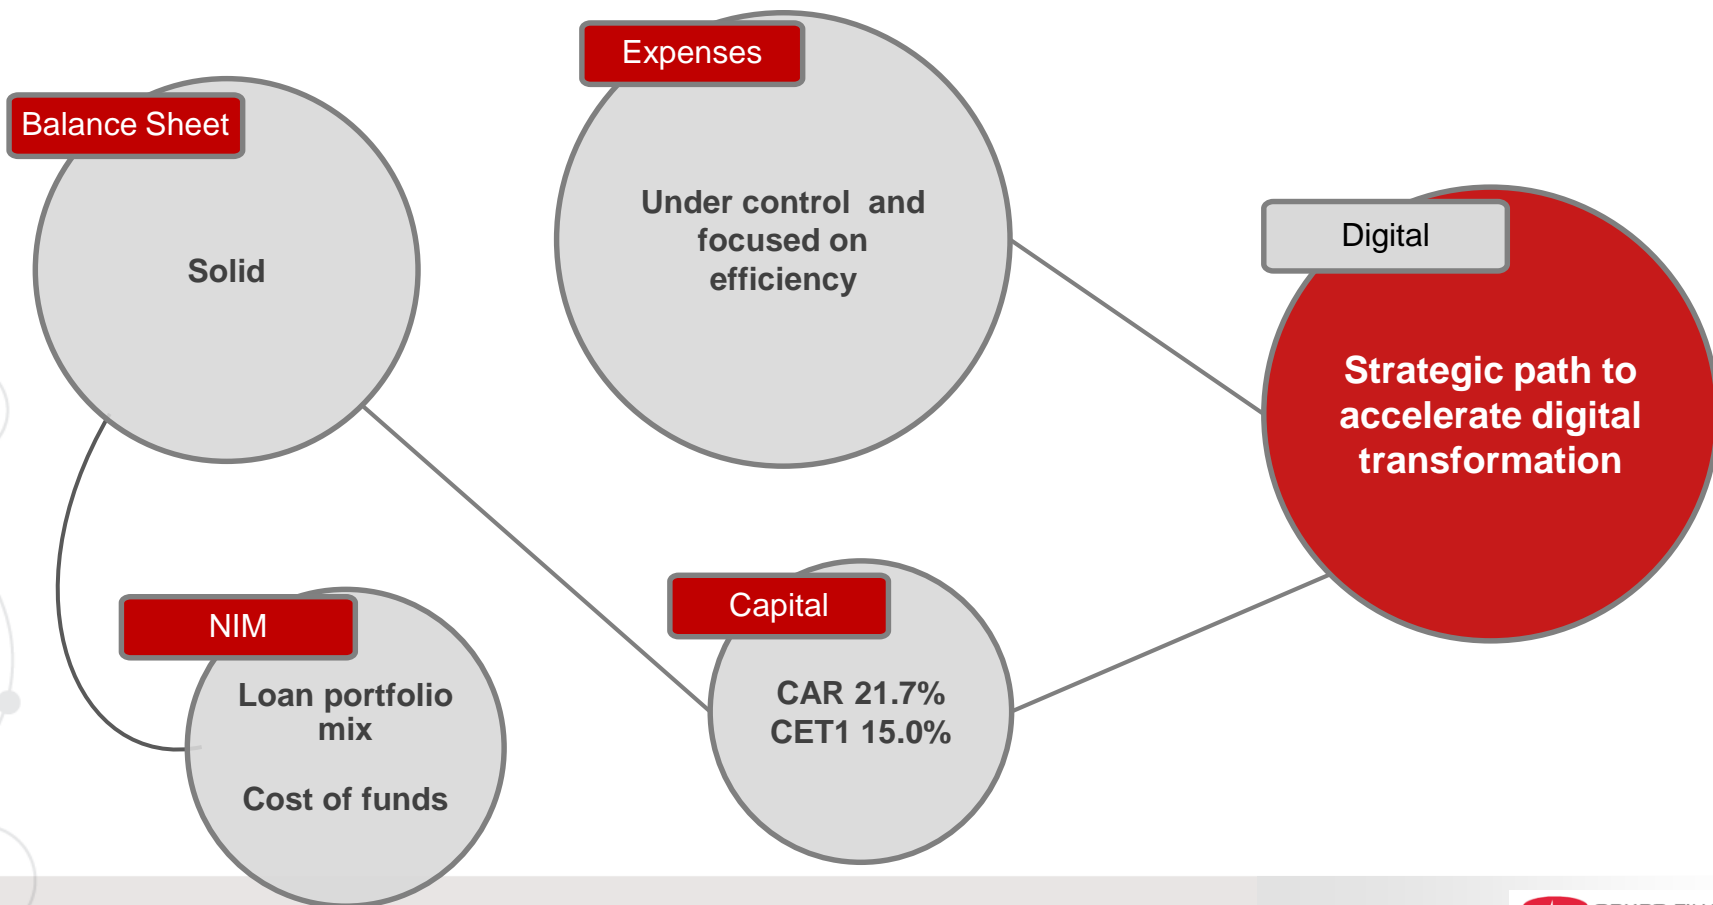 Balance Sheet
Solid
Expenses
Under control and
focused on
efficiency
Digital
Strategic path to
accelerate digital
transformation
NIM
Loan portfolio
mix
Cost of funds
Capital
CAR 21.7%
CET1 15.0%